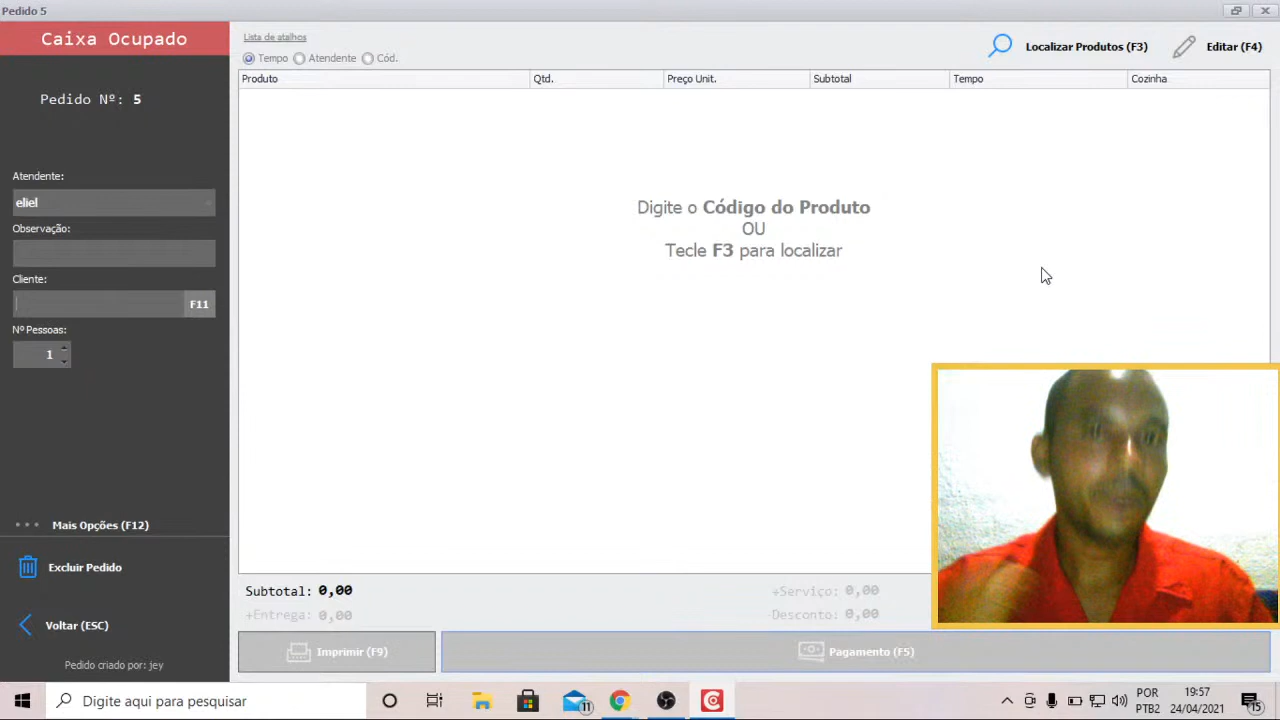 Pedido 5
Caixa Ocupado
Pedido Nº: 5
Atendente:
eliel
Observação:
Cliente:
F11
Nº Pessoas:
1
Mais Opções (F12)
Excluir Pedido
Voltar (ESC)
Pedido criado por: jey
Lista de atalhos
Tempo Atendente Cód.
Localizar Produtos (F3) Editar (F4)
Produto Qtd. Preço Unit. Subtotal Tempo Cozinha
Digite o Código do Produto
OU
Tecle F3 para localizar
Subtotal: 0,00 +Serviço: 0,00
+Entrega: 0,00 -Desconto: 0,00
Imprimir (F9) Pagamento (F5)
Digite aqui para pesquisar
11
POR
PTB2
19:57
24/04/2021
15